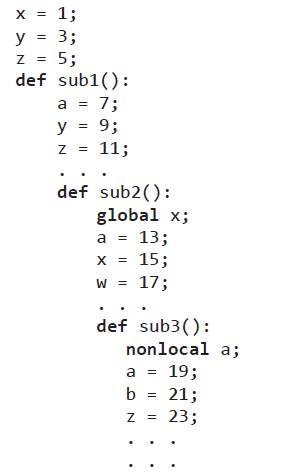 x = 1;
y = 3;
z = 5;
def sub1():
a = 7;
y = 9;
z = 11;
. . .
def sub2():
global x;
a = 13;
x = 15;
w = 17;
. . .
def sub3():
nonlocal a;
a = 19;
b = 21;
z = 23;
. . .
. . .